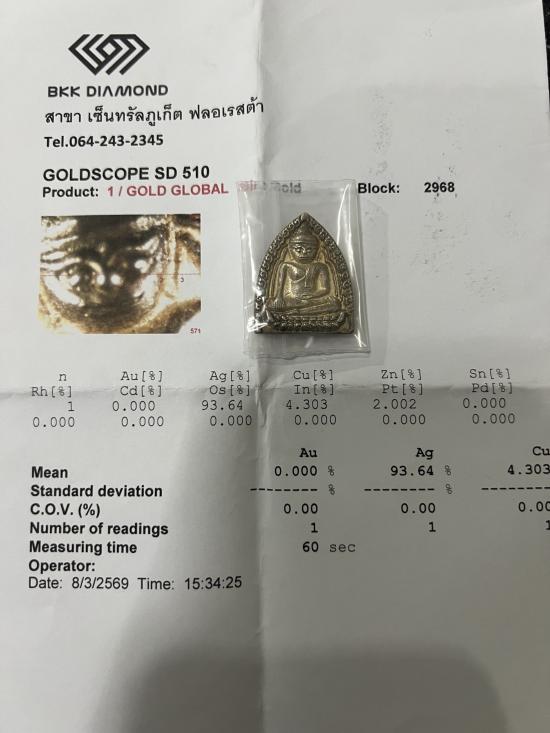 BKK DIAMOND
สาขา เซ็นทรัลภูเก็ต ฟลอเรสต้า
Tel.064-243-2345
GOLDSCOPE SD 510
Product: 1 / GOLD GLOBAL Block: 2968
3
571
n Au[%] Ag[%] Cu[%] Zn[%] Sn[%]
Rh[%] Cd[%] Os[%] In[%] Pt[%] Pd[%]
1 0.000 93.64 4.303 2.002 0.000
0.000 0.000 0.000 0.000 0.000 0.000
Au Ag Cu
Mean 0.000 % 93.64 % 4.303
Standard deviation --------- % --------- % ---------
C.O.V. (%) 0.00 0.00 0.00
Number of readings 1 1 1
Measuring time 60 sec
Operator:
Date: 8/3/2569 Time: 15:34:25